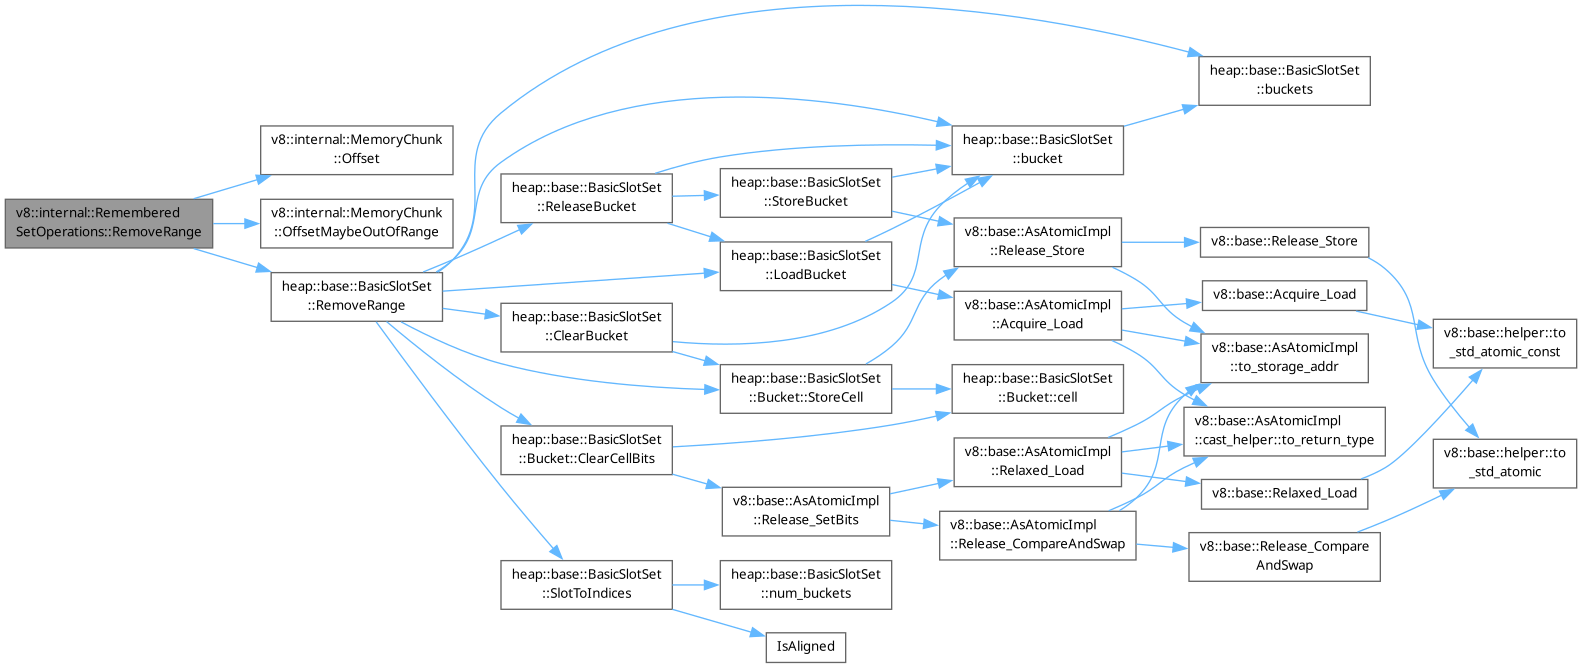 v8::internal::Remembered
SetOperations::RemoveRange
v8::internal::MemoryChunk
::Offset
v8::internal::MemoryChunk
::OffsetMaybeOutOfRange
heap::base::BasicSlotSet
::RemoveRange
heap::base::BasicSlotSet
::ReleaseBucket
heap::base::BasicSlotSet
::ClearBucket
heap::base::BasicSlotSet
::Bucket::ClearCellBits
heap::base::BasicSlotSet
::SlotToIndices
heap::base::BasicSlotSet
::StoreBucket
heap::base::BasicSlotSet
::LoadBucket
heap::base::BasicSlotSet
::Bucket::StoreCell
v8::base::AsAtomicImpl
::Release_SetBits
heap::base::BasicSlotSet
::num_buckets
IsAligned
heap::base::BasicSlotSet
::bucket
v8::base::AsAtomicImpl
::Release_Store
v8::base::AsAtomicImpl
::Acquire_Load
heap::base::BasicSlotSet
::Bucket::cell
v8::base::AsAtomicImpl
::Relaxed_Load
v8::base::AsAtomicImpl
::Release_CompareAndSwap
heap::base::BasicSlotSet
::buckets
v8::base::Release_Store
v8::base::Acquire_Load
v8::base::AsAtomicImpl
::to_storage_addr
v8::base::AsAtomicImpl
::cast_helper::to_return_type
v8::base::Relaxed_Load
v8::base::Release_Compare
AndSwap
v8::base::helper::to
_std_atomic_const
v8::base::helper::to
_std_atomic